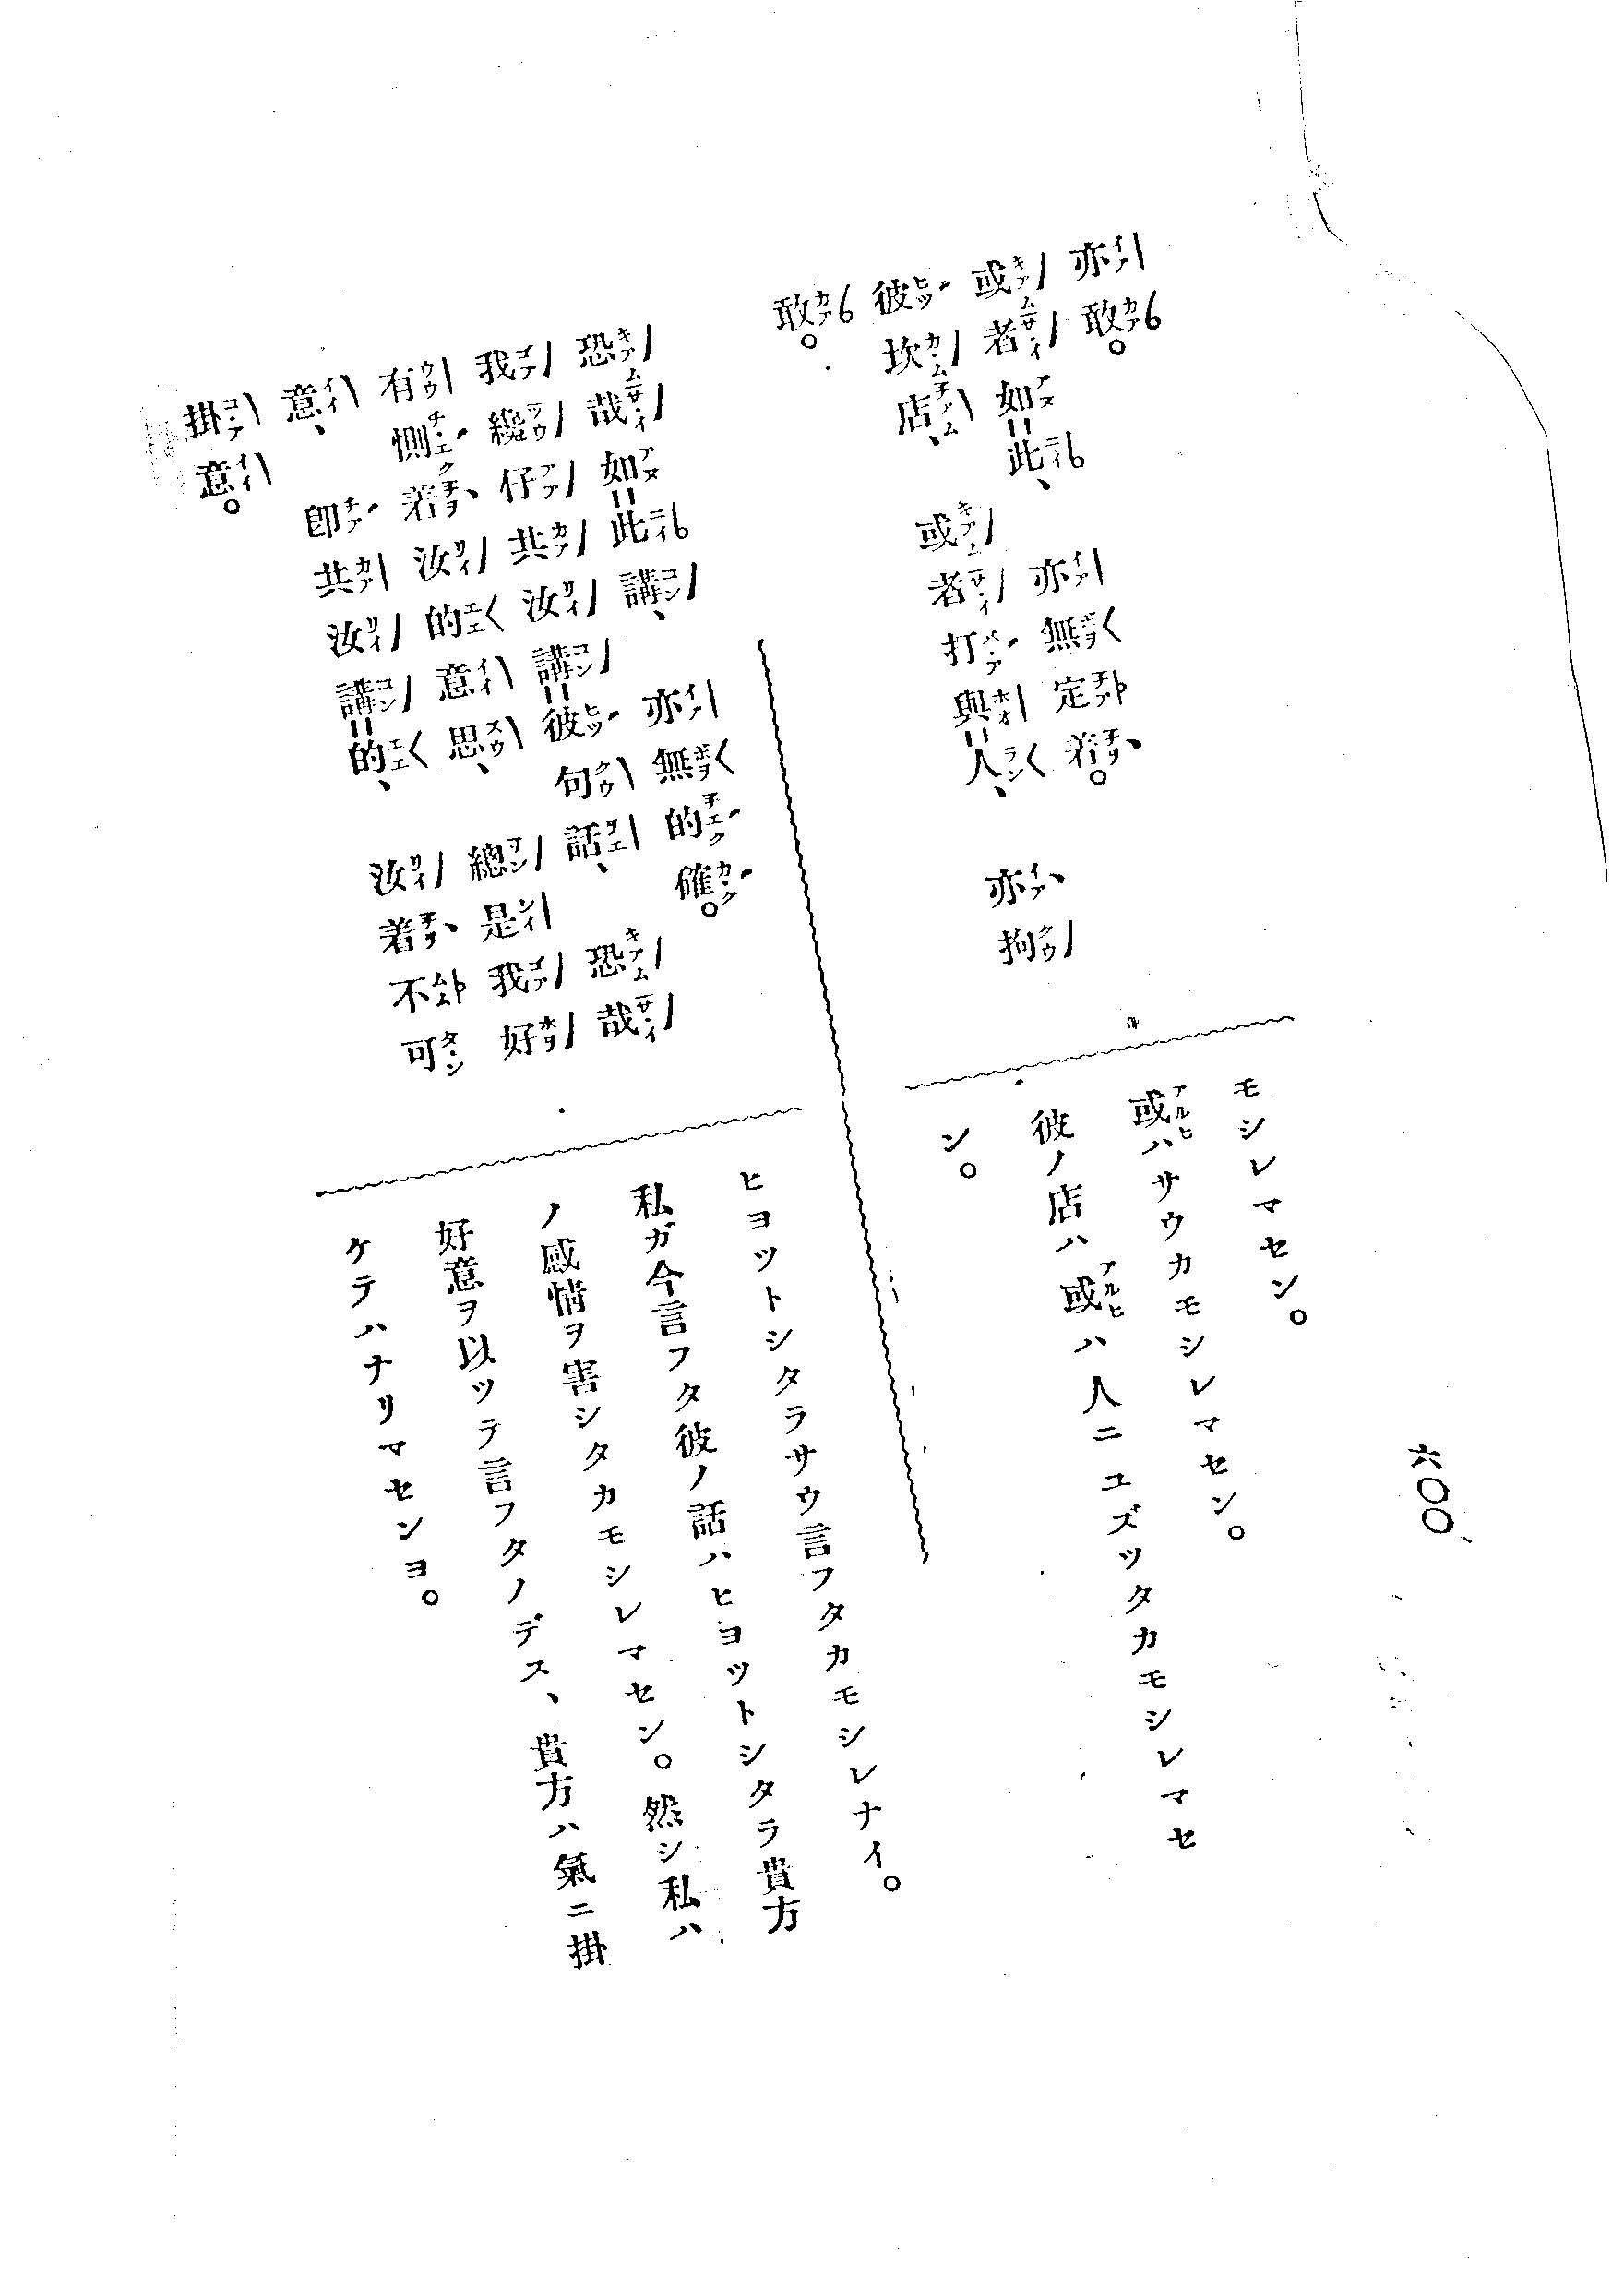 六〇〇
亦敢。
或者如此、亦無定着。
彼坎店、或者打與人、亦拘
敢。
モシレマセン。
或ハサウカモシレマセン。
彼ノ店ハ或ハ人ニユズツタカモシレマセ
ン。
恐哉如此講、亦無的確。
我纔仔共汝講彼句話、恐哉
有惻着汝的意思、總是我好
意、卽共汝講的、汝着不可
掛意。
ヒヨットシタラサウ言フタカモシレナイ。
私ガ今言フタ彼ノ話ハヒヨットシタラ貴方
ノ感情ヲ害シタカモシレマセン。然シ私ハ
好意ヲ以ッテ言フタノデス、貴方ハ氣ニ掛
ケテハナリマセンヨ。